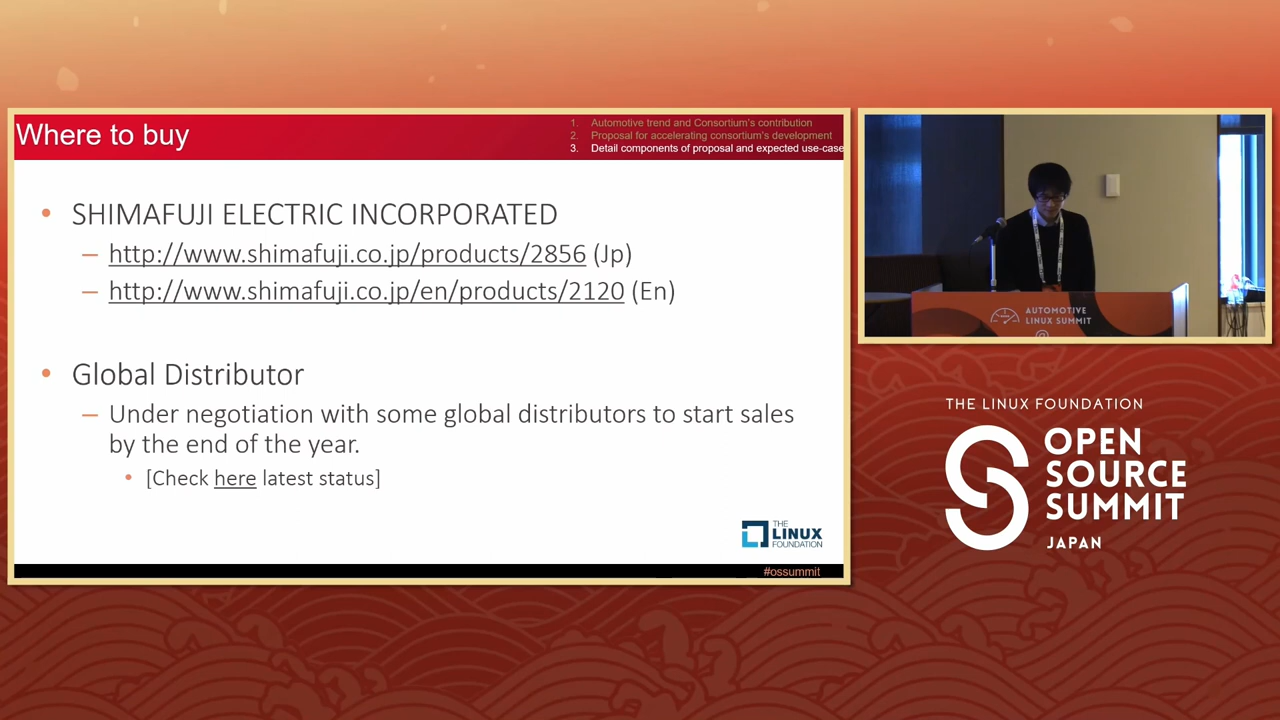 Where to buy
1. Automotive trend and Consortium's contribution
2. Proposal for accelerating consortium's development
3. Detail components of proposal and expected use-case
• SHIMAFUJI ELECTRIC INCORPORATED
– http://www.shimafuji.co.jp/products/2856 (Jp)
– http://www.shimafuji.co.jp/en/products/2120 (En)
• Global Distributor
– Under negotiation with some global distributors to start sales
by the end of the year.
• [Check here latest status]
THE
LINUX
FOUNDATION
#ossummit
AUTOMOTIVE
LINUX SUMMIT
THE LINUX FOUNDATION
OPEN
SOURCE
SUMMIT
JAPAN